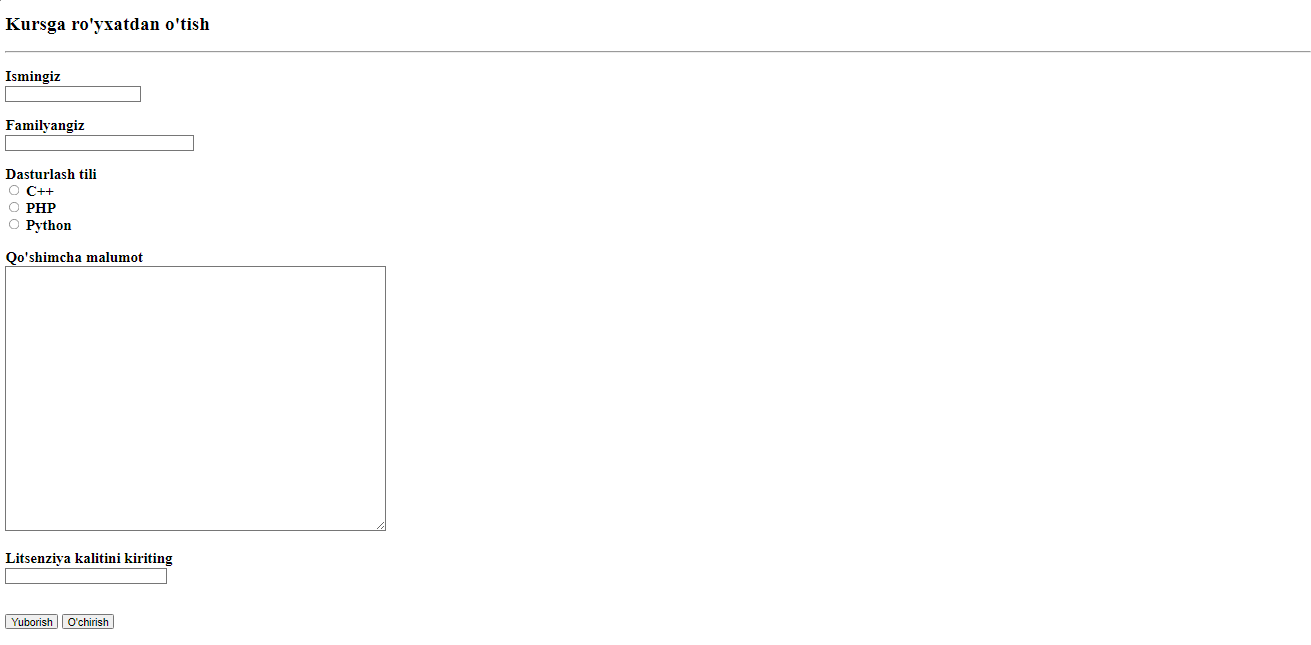 Kursga ro'yxatdan o'tish
Ismingiz
Familyangiz
Dasturlash tili
C++
PHP
Python
Qo'shimcha malumot
Litsenziya kalitini kiriting
Yuborish O'chirish